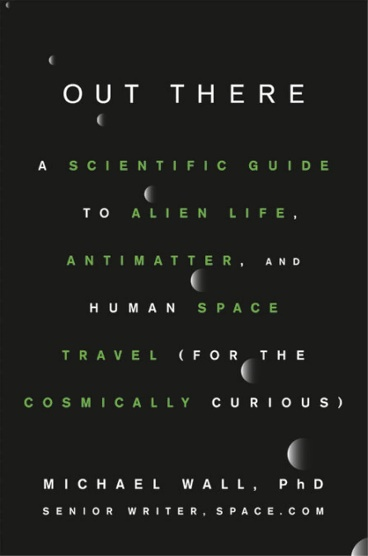 OUT THERE
A SCIENTIFIC GUIDE
TO ALIEN LIFE,
ANTIMATTER, AND
HUMAN SPACE
TRAVEL (FOR THE
COSMICALLY CURIOUS)
MICHAEL WALL, PhD
SENIOR WRITER, SPACE.COM